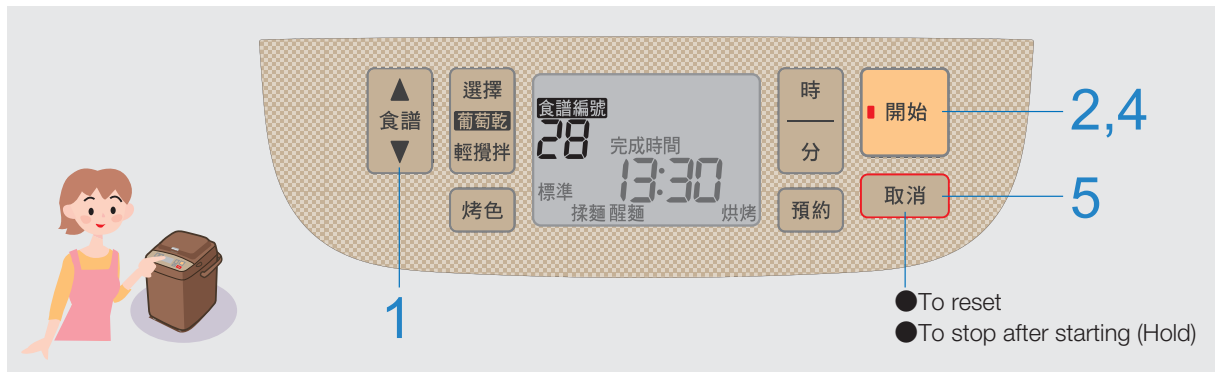 ▲
食譜
▼
選擇
葡萄乾
輕攪拌
烤色
食譜編號
28
完成時間
13:30
標準
揉麵 醒麵 烘烤
時
分
預約
開始
取消
2,4
5
1
●To reset
●To stop after starting (Hold)